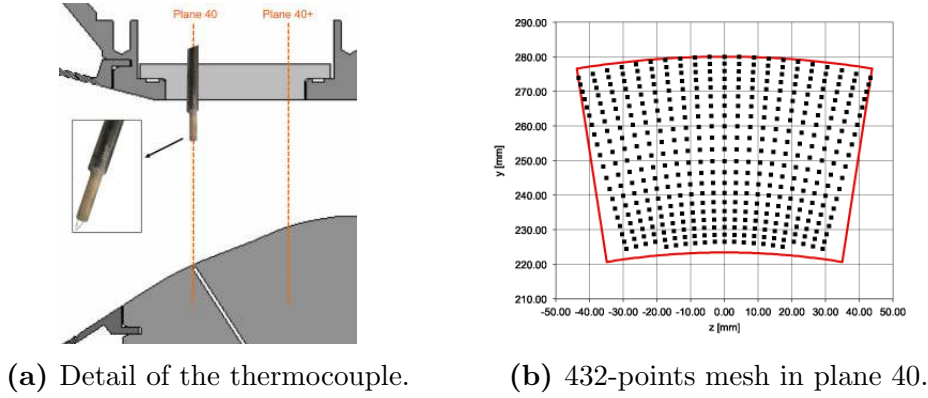 Plane 40 Plane 40+
290.00
280.00
270.00
260.00
250.00
240.00
230.00
220.00
210.00
y [mm]
-50.00 -40.00 -30.00 -20.00 -10.00 0.00 10.00 20.00 30.00 40.00 50.00
z [mm]
(a) Detail of the thermocouple. (b) 432-points mesh in plane 40.